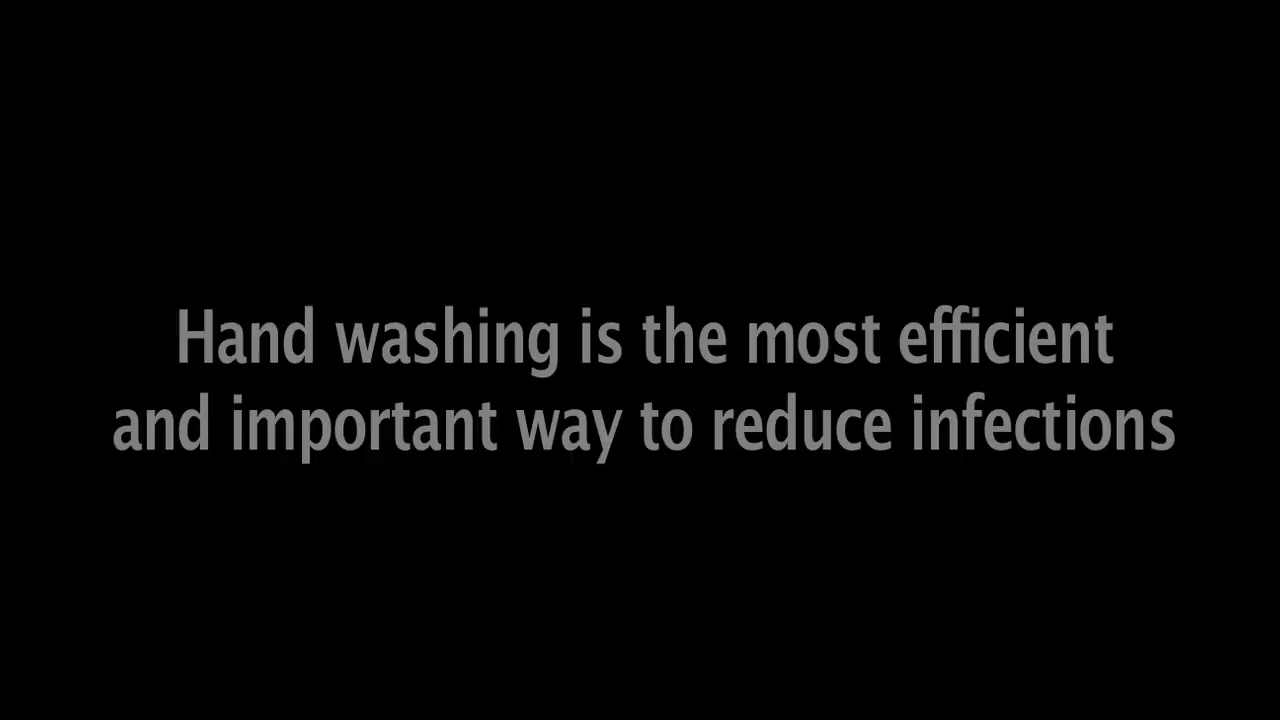 Hand washing is the most efficient
and important way to reduce infections